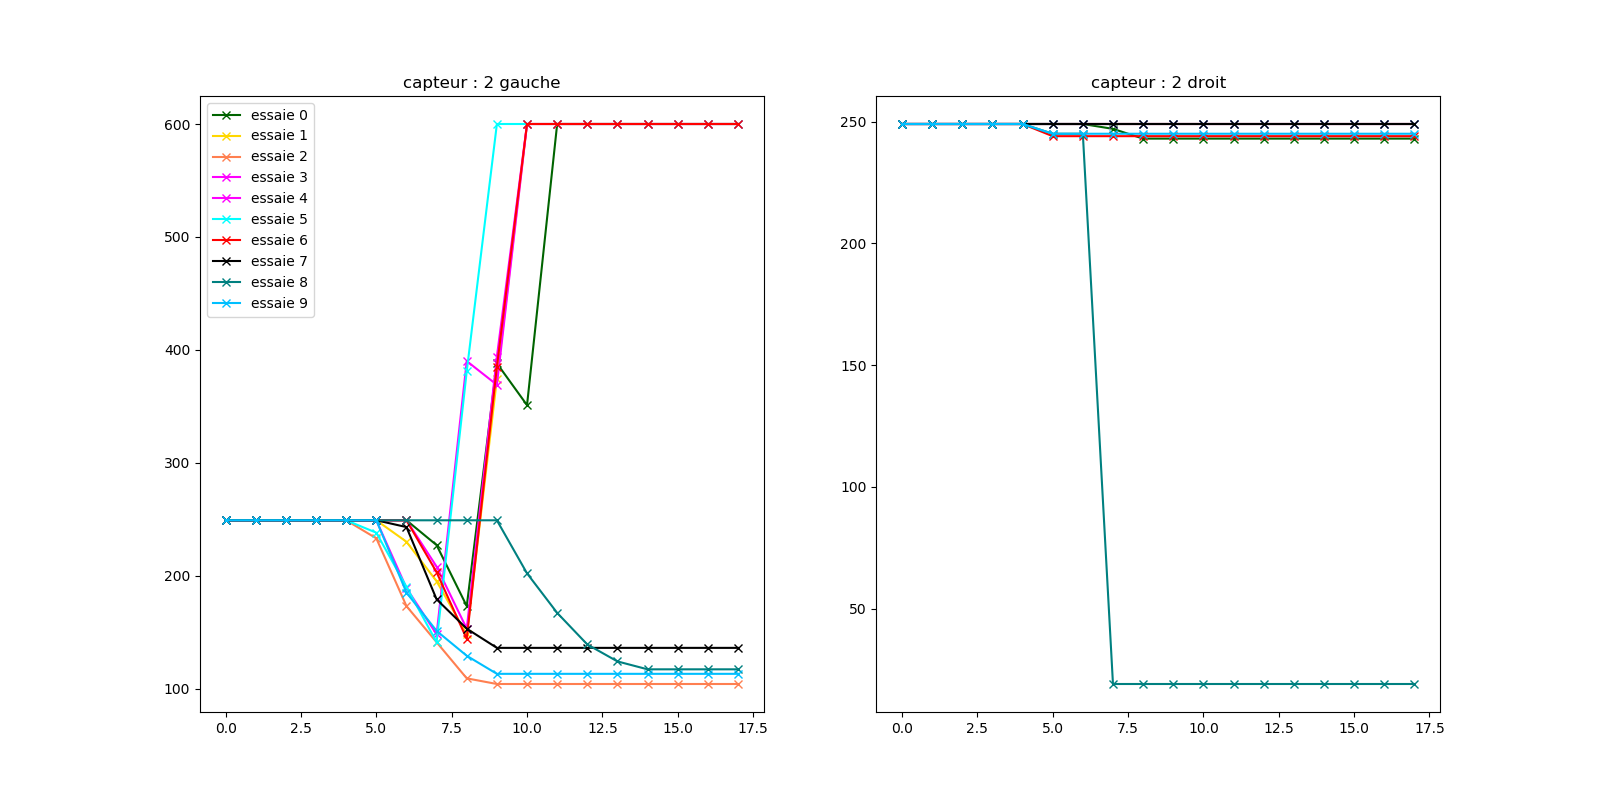 capteur : 2 gauche
600
500
400
300
200
100
0.0 2.5 5.0 7.5 10.0 12.5 15.0 17.5
essaie 0
essaie 1
essaie 2
essaie 3
essaie 4
essaie 5
essaie 6
essaie 7
essaie 8
essaie 9
capteur : 2 droit
250
200
150
100
50
0.0 2.5 5.0 7.5 10.0 12.5 15.0 17.5